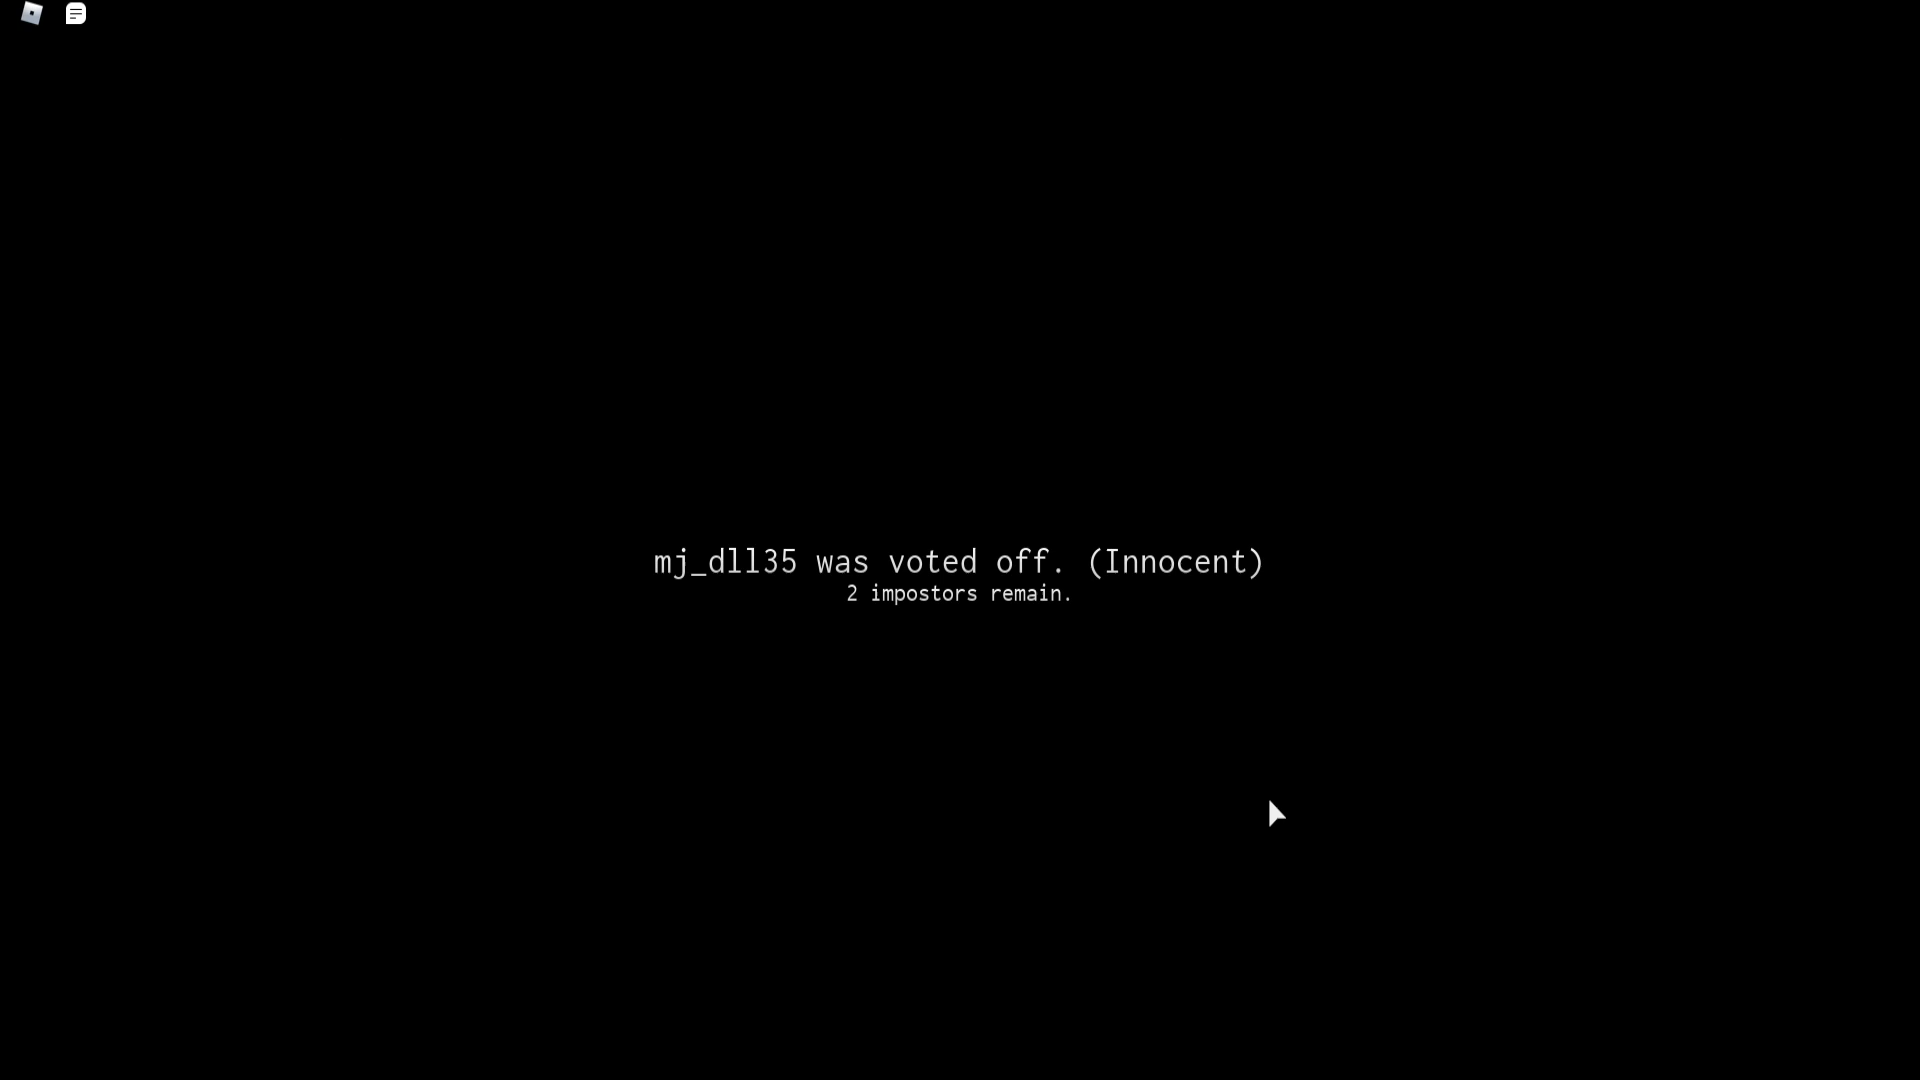 mj_dll35 was voted off. (Innocent)
2 impostors remain.